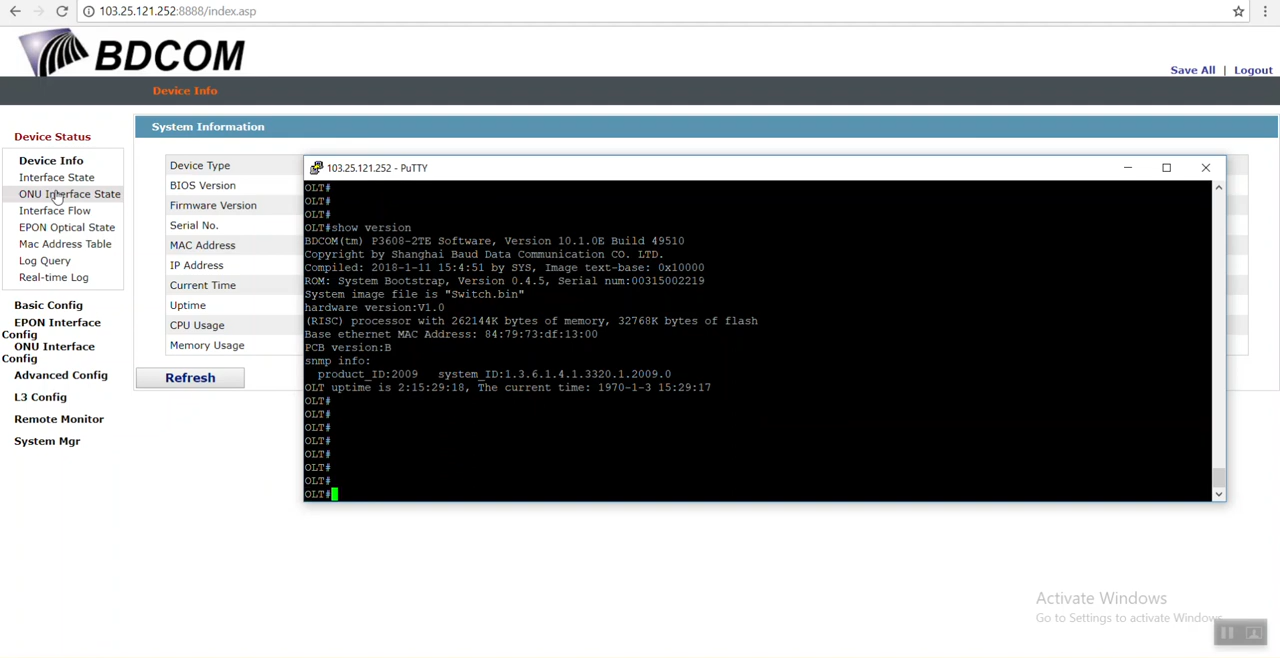 103.25.121.252:8888/index.asp
BDCOM
Save All | Logout
Device Info
Device Status
Device Info
Interface State
ONU Interface State
Interface Flow
EPON Optical State
Mac Address Table
Log Query
Real-time Log
Basic Config
EPON Interface
Config
ONU Interface
Config
Advanced Config
L3 Config
Remote Monitor
System Mgr
System Information
Device Type
BIOS Version
Firmware Version
Serial No.
MAC Address
IP Address
Current Time
Uptime
CPU Usage
Memory Usage
Refresh
103.25.121.252 - PuTTY
OLT#
OLT#
OLT#
OLT#show version
BDCOM(tm) P3608-2TE Software, Version 10.1.0E Build 49510
Copyright by Shanghai Baud Data Communication CO. LTD.
Compiled: 2018-1-11 15:4:51 by SYS, Image text-base: 0x10000
ROM: System Bootstrap, Version 0.4.5, Serial num:00315002219
System image file is "Switch.bin"
hardware version:V1.0
(RISC) processor with 262144K bytes of memory, 32768K bytes of flash
Base ethernet MAC Address: 84:79:73:df:13:00
PCB version:B
snmp info:
product_ID:2009 system_ID:1.3.6.1.4.1.3320.1.2009.0
OLT uptime is 2:15:29:18, The current time: 1970-1-3 15:29:17
OLT#
OLT#
OLT#
OLT#
OLT#
OLT#
OLT#
OLT#
Activate Windows
Go to Settings to activate Windows.